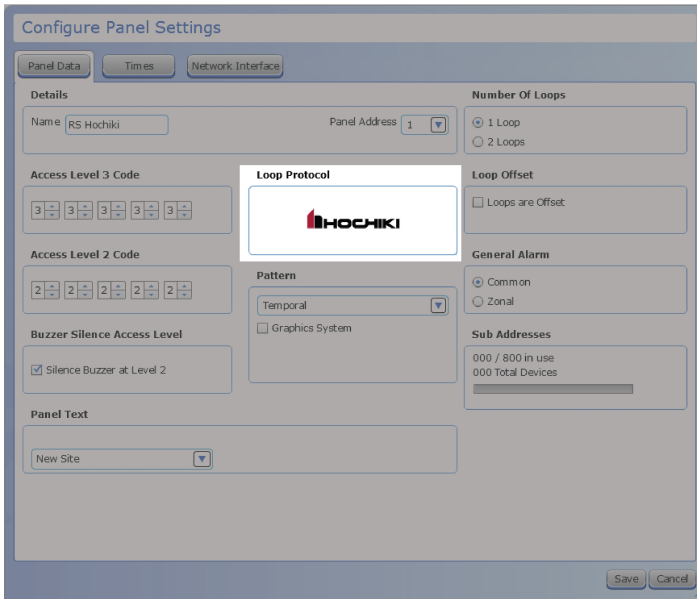 Configure Panel Settings
Panel Data
Times
Network Interface
Details
Name RS Hochiki
Panel Address 1
Number Of Loops
1 Loop
2 Loops
Access Level 3 Code
3 3 3 3 3
Loop Protocol
HOCHIKI
Loop Offset
Loops are Offset
Access Level 2 Code
2 2 2 2 2
Pattern
Temporal
Graphics System
General Alarm
Common
Zonal
Buzzer Silence Access Level
Silence Buzzer at Level 2
Sub Addresses
000 / 800 in use
000 Total Devices
Panel Text
New Site
Save
Cancel